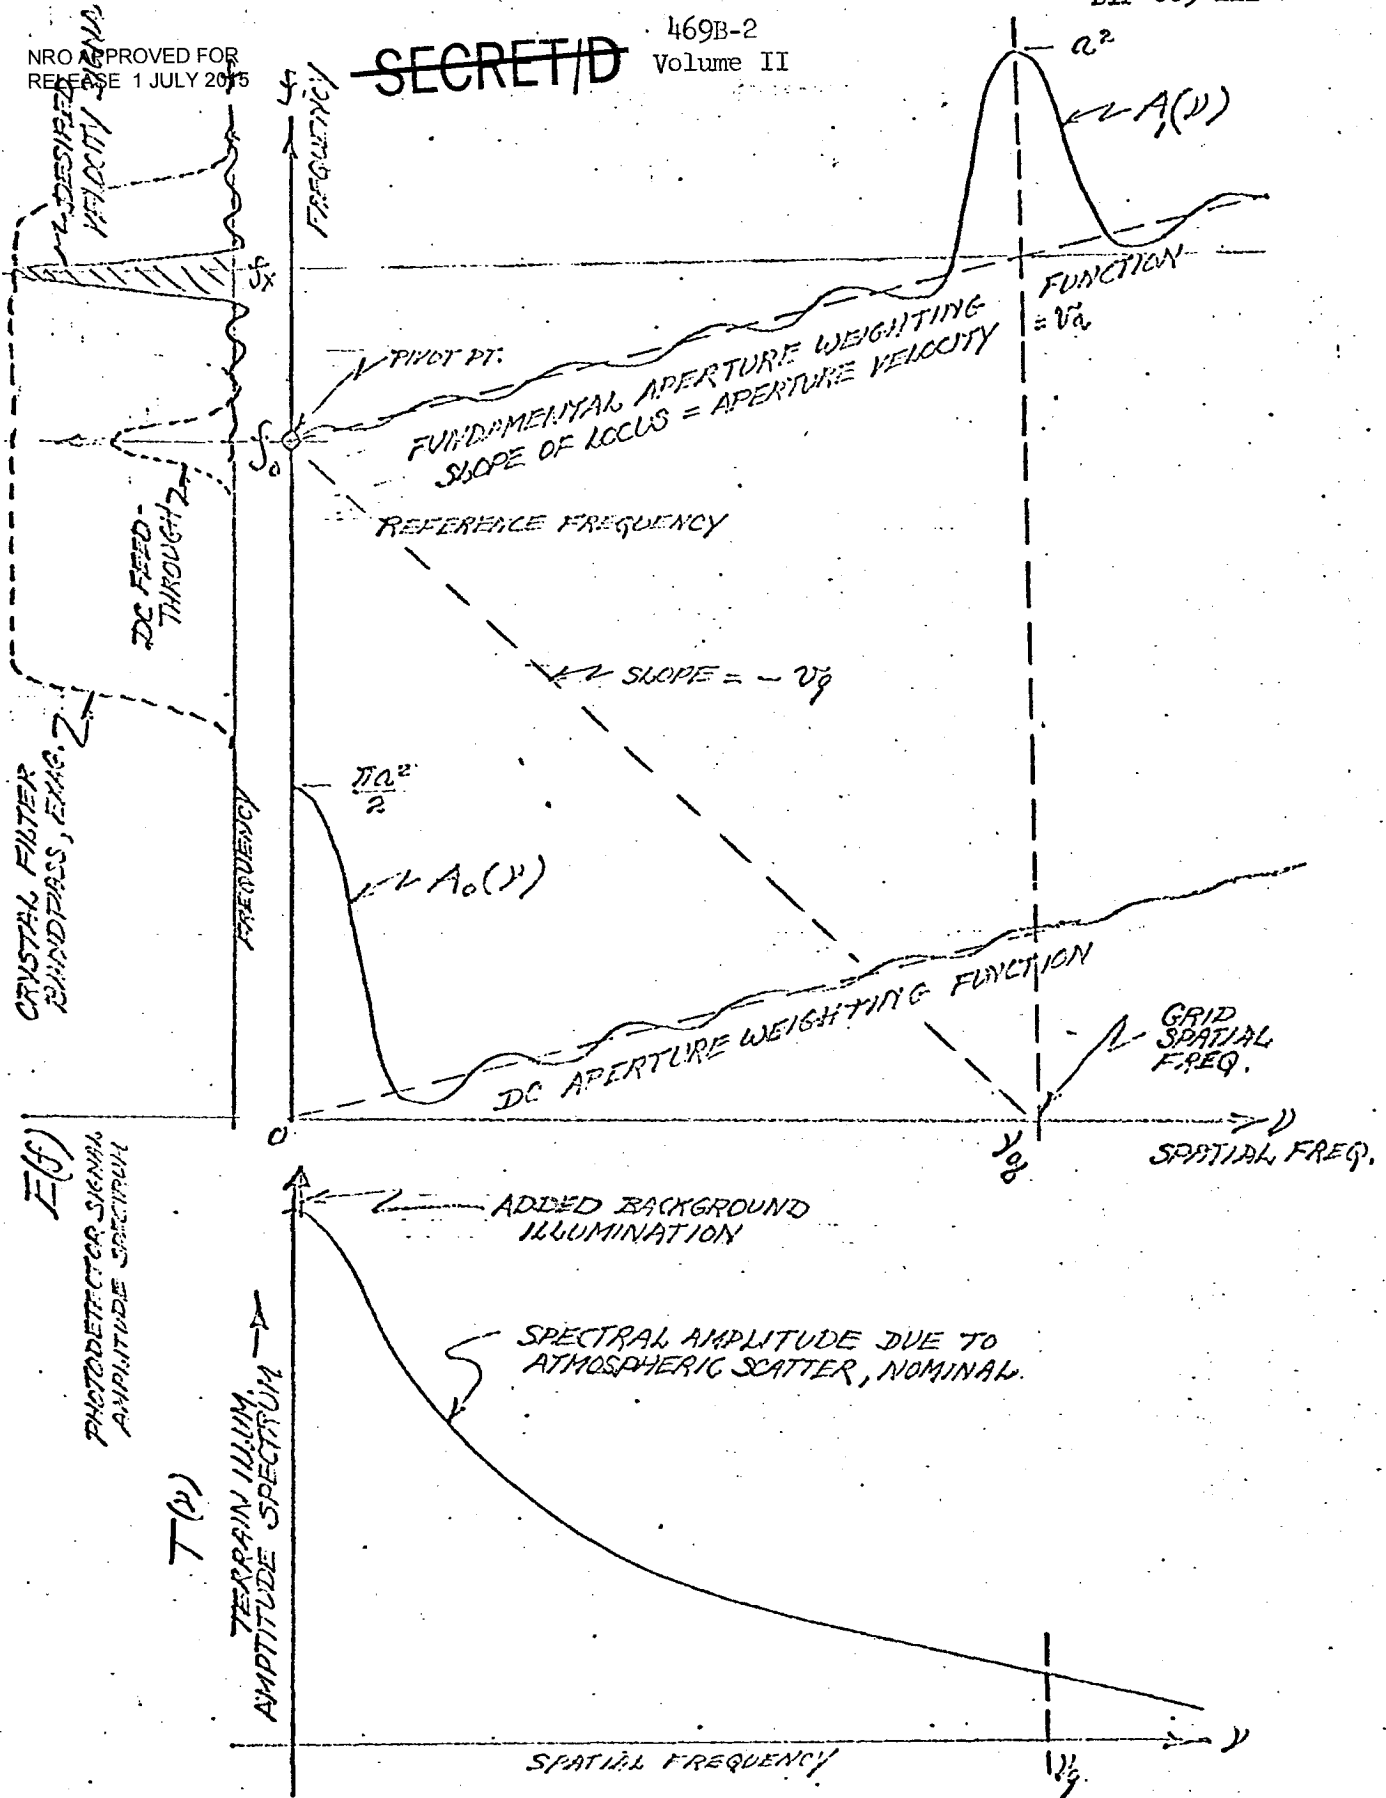 NRO APPROVED FOR
RELEASE 1 JULY 2015
SECRET/D
469B-2
Volume II
a²
A₁(ν)
FREQUENCY
f
DESIRED
VELOCITY SIGNAL
fx
FUNCTION
= va
PIVOT PT.
FUNDAMENTAL APERTURE WEIGHTING
SLOPE OF LOCUS = APERTURE VELOCITY
f₀
REFERENCE FREQUENCY
DC FEED-
THROUGH
SLOPE = - vg
CRYSTAL FILTER
BANDPASS, EXAG.
πa²
2
A₀(ν)
FREQUENCY
DC APERTURE WEIGHTING FUNCTION
GRID
SPATIAL
FREQ.
0
νg
ν
SPATIAL FREQ.
E(f)
PHOTODETECTOR SIGNAL
AMPLITUDE SPECTRUM
ADDED BACKGROUND
ILLUMINATION
SPECTRAL AMPLITUDE DUE TO
ATMOSPHERIC SCATTER, NOMINAL.
T(ν)
TERRAIN ILLUM.
AMPTITUDE SPECTRUM
ν
SPATIAL FREQUENCY
νg.